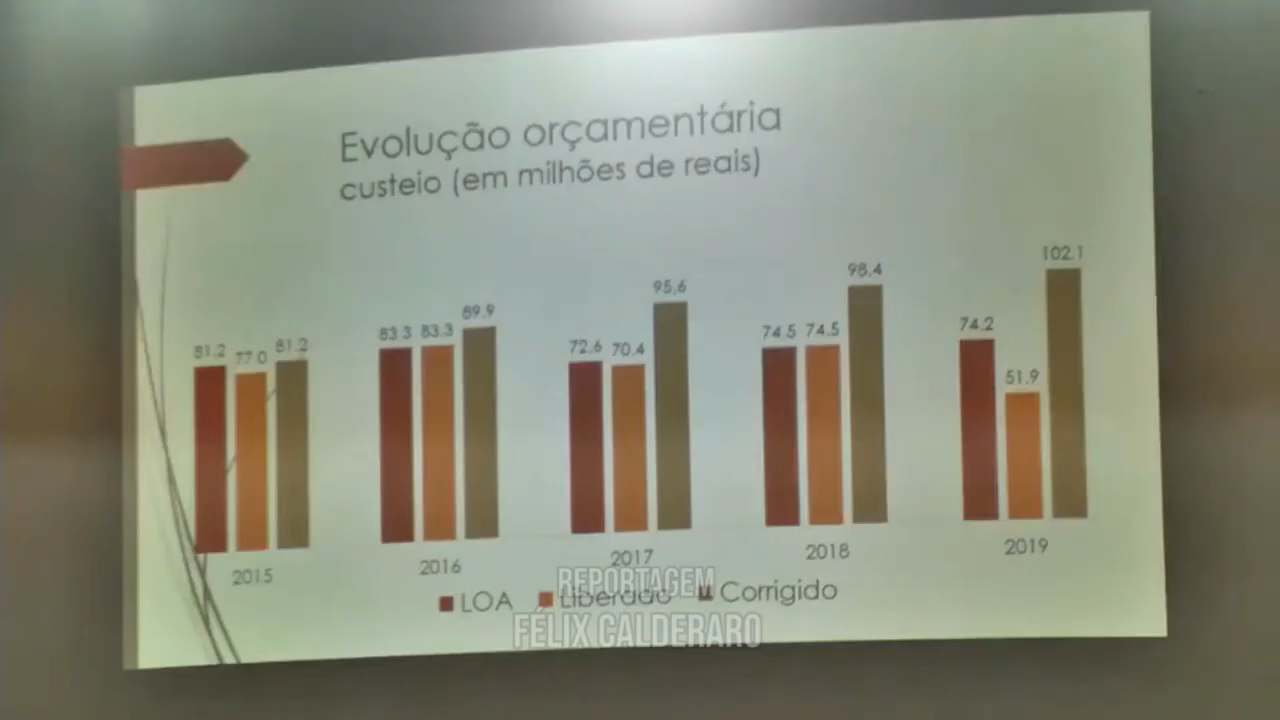 Evolução orçamentária
custeio (em milhões de reais)
81.2 77.0 81.2
83.3 83.3 89.9
72.6 70.4 95,6
74.5 74.5 98,4
74.2 51.9 102.1
2015 2016 2017 2018 2019
LOA Liberado Corrigido
REPORTAGEM
FÉLIX CALDERARO